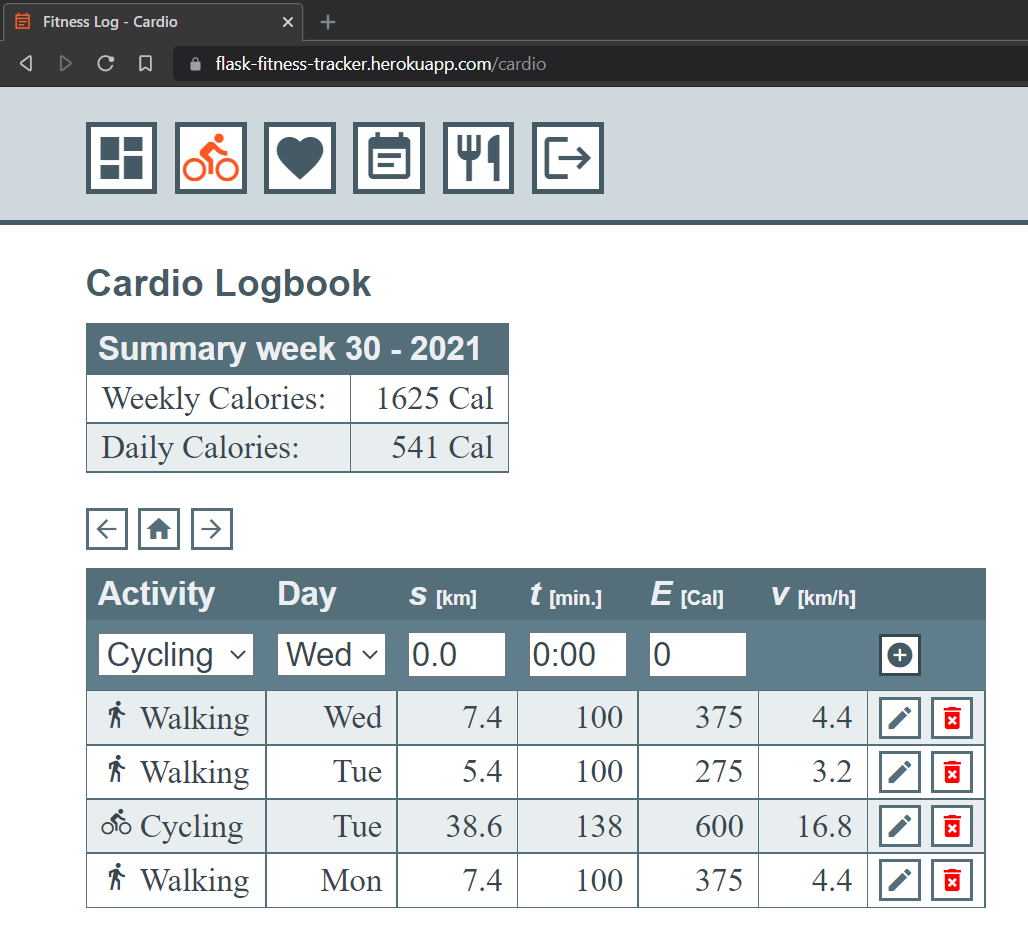 Fitness Log - Cardio
flask-fitness-tracker.herokuapp.com/cardio
Cardio Logbook
Summary week 30 - 2021
Weekly Calories: 1625 Cal
Daily Calories: 541 Cal
Activity Day s [km] t [min.] E [Cal] v [km/h]
Cycling Wed 0.0 0:00 0
Walking Wed 7.4 100 375 4.4
Walking Tue 5.4 100 275 3.2
Cycling Tue 38.6 138 600 16.8
Walking Mon 7.4 100 375 4.4